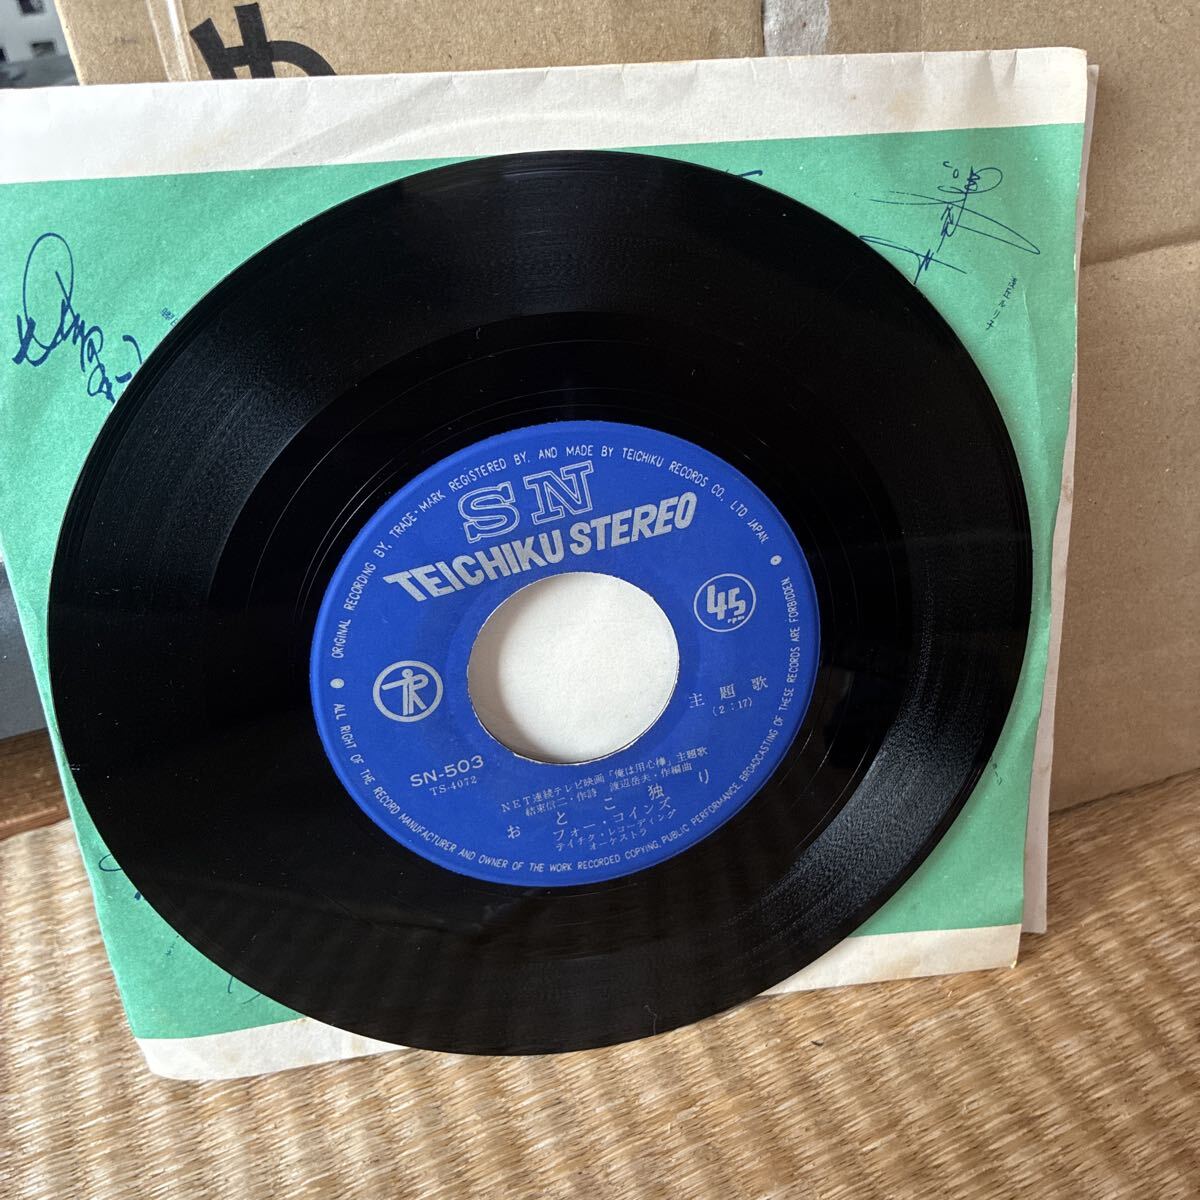 ORIGINAL RECORDING BY, TRADE-MARK REGISTERED BY, AND MADE BY TEICHIKU RECORDS CO., LTD JAPAN.
SN
TEICHIKU STEREO
45
rpm
主題歌
(2:17)
SN-503
TS-4072
NET連続テレビ映画「俺は用心棒」主題歌
結束信二・作詩 渡辺岳夫・作編曲
おとこ独り
フォー・コインズ
テイチク・レコーディング
オーケストラ
ALL RIGHT OF THE RECORD MANUFACTURER AND OWNER OF THE WORK RECORDED COPYING, PUBLIC PERFORMANCE BROADCASTING OF THESE RECORDS ARE FORBIDDEN